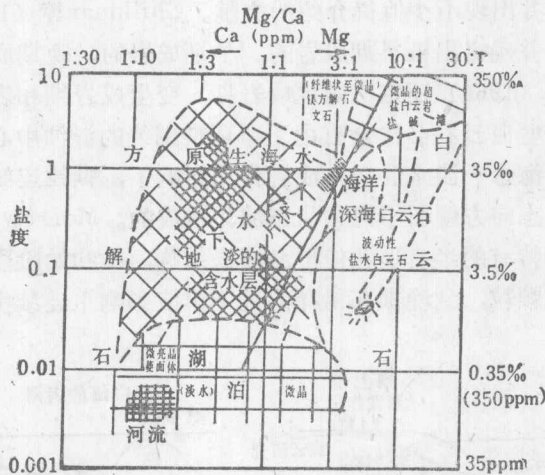 Mg/Ca
Ca (ppm) Mg
1:30 1:10 1:3 1:1 3:1 10:1 30:1
10 350‰
纤维状至微晶
镁方解石
文石
微晶的超
盐白云岩
盐碱滩
方 原 生 海 水 白
1 35‰
海洋
盐度
水 深海白云石
下
解 地 淡的 波动性 云
含水层 盐水白云石
0.1 3.5‰
石 微亮晶 湖 石
菱面体
0.01 0.35‰
(淡水) 泊 微晶 (350ppm)
河流
0.001 35ppm